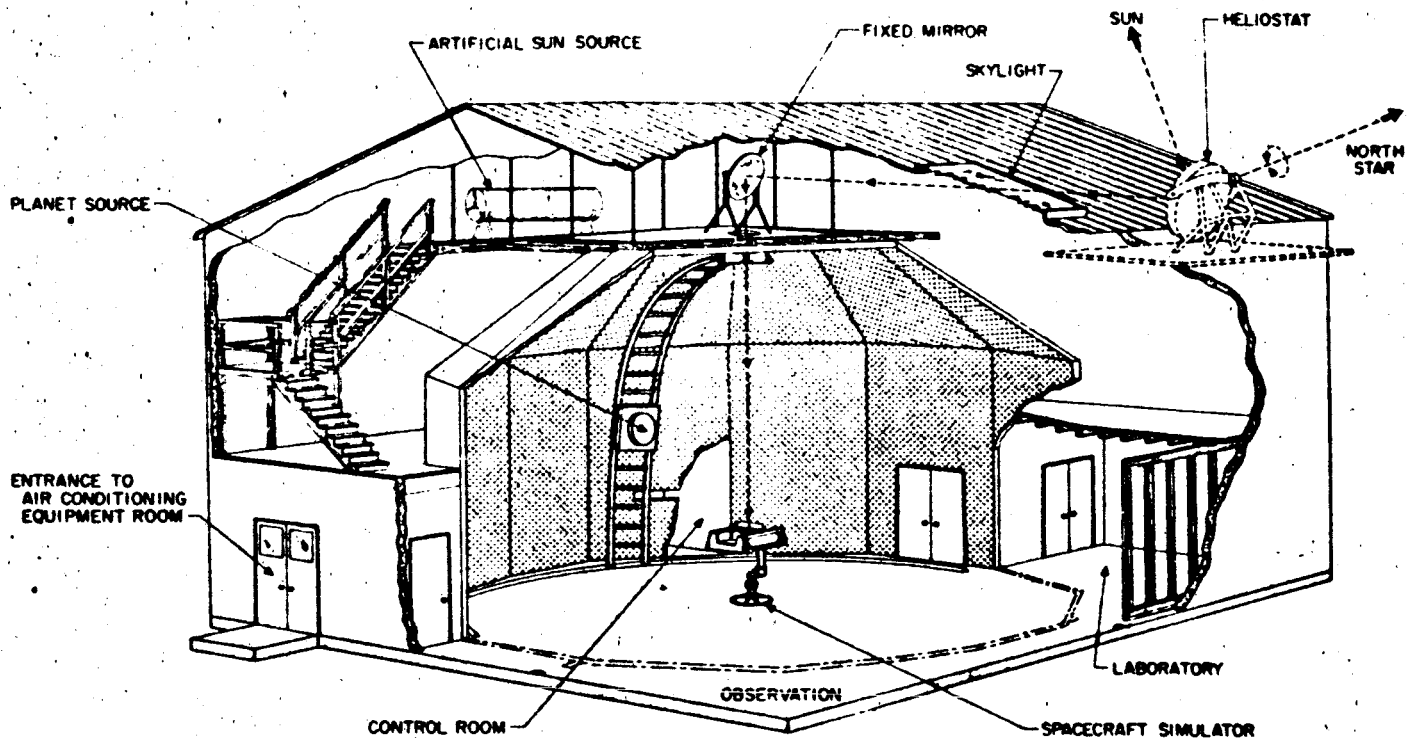 SUN
HELIOSTAT
ARTIFICIAL SUN SOURCE
FIXED MIRROR
SKYLIGHT
NORTH
STAR
PLANET SOURCE
ENTRANCE TO
AIR CONDITIONING
EQUIPMENT ROOM
LABORATORY
OBSERVATION
CONTROL ROOM
SPACECRAFT SIMULATOR